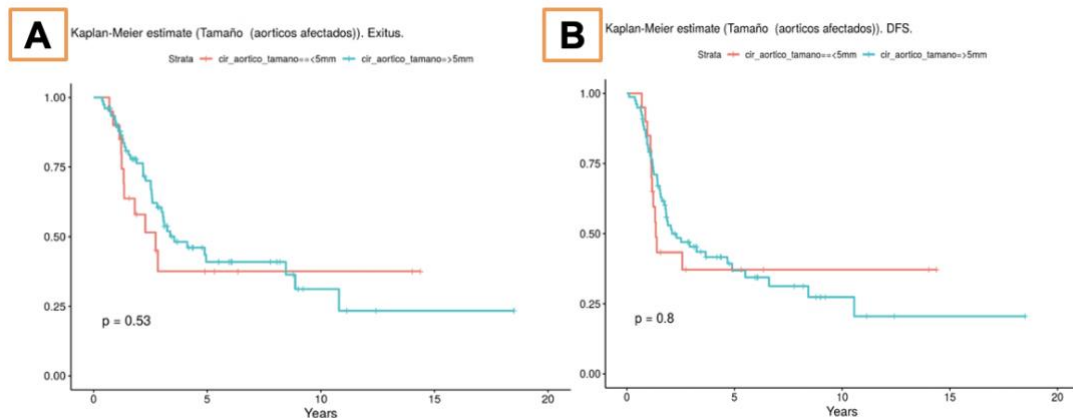 A
Kaplan-Meier estimate (Tamaño (aorticos afectados)). Exitus.
Strata cir_aortico_tamano==<5mm cir_aortico_tamano=>5mm
1.00
0.75
0.50
0.25
0.00
p = 0.53
0 5 10 15 20
Years
B
Kaplan-Meier estimate (Tamaño (aorticos afectados)). DFS.
Strata cir_aortico_tamano==<5mm cir_aortico_tamano=>5mm
1.00
0.75
0.50
0.25
0.00
p = 0.8
0 5 10 15 20
Years